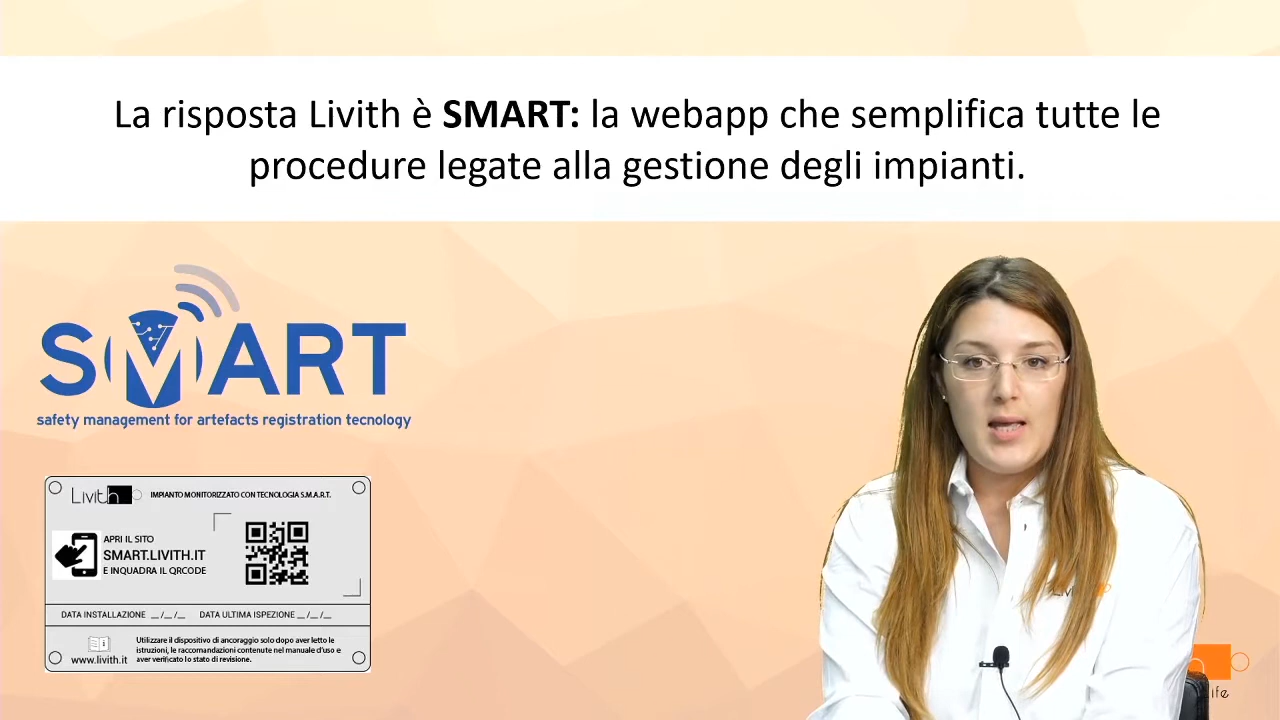 La risposta Livith è SMART: la webapp che semplifica tutte le
procedure legate alla gestione degli impianti.
SMART
safety management for artefacts registration tecnology
Livith
IMPIANTO MONITORIZZATO CON TECNOLOGIA S.M.A.R.T.
APRI IL SITO
SMART.LIVITH.IT
E INQUADRA IL QRCODE
DATA INSTALLAZIONE __/__/__ DATA ULTIMA ISPEZIONE __/__/__
www.livith.it
Utilizzare il dispositivo di ancoraggio solo dopo aver letto le
istruzioni, le raccomandazioni contenute nel manuale d'uso e
aver verificato lo stato di revisione.